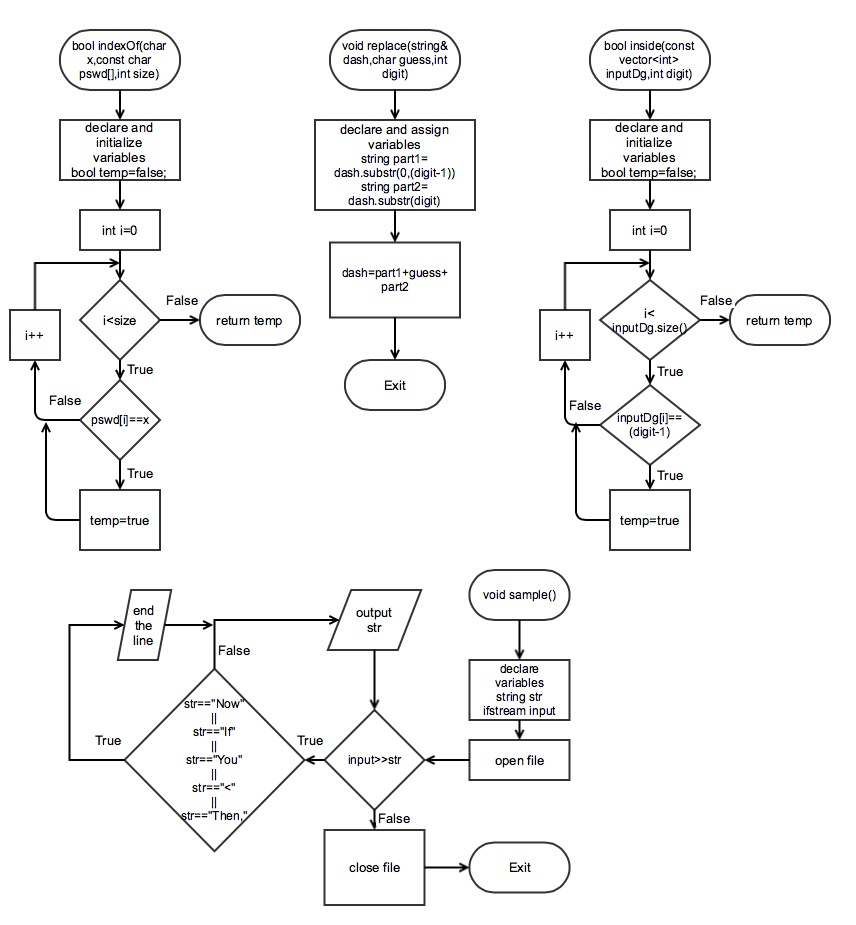 bool indexOf(char
x,const char
pswd[],int size)
declare and
initialize
variables
bool temp=false;
int i=0
i<size
False
return temp
i++
True
False
pswd[i]==x
True
temp=true
void replace(string&
dash,char guess,int
digit)
declare and assign
variables
string part1=
dash.substr(0,(digit-1))
string part2=
dash.substr(digit)
dash=part1+guess+
part2
Exit
bool inside(const
vector<int>
inputDg,int digit)
declare and
initialize
variables
bool temp=false;
int i=0
i<
inputDg.size()
False
return temp
i++
True
False
inputDg[i]==
(digit-1)
True
temp=true
void sample()
declare
variables
string str
ifstream input
open file
input>>str
True
False
close file
Exit
str=="Now"
||
str=="If"
||
str=="You"
||
str=="<"
||
str=="Then,"
True
False
end
the
line
output
str